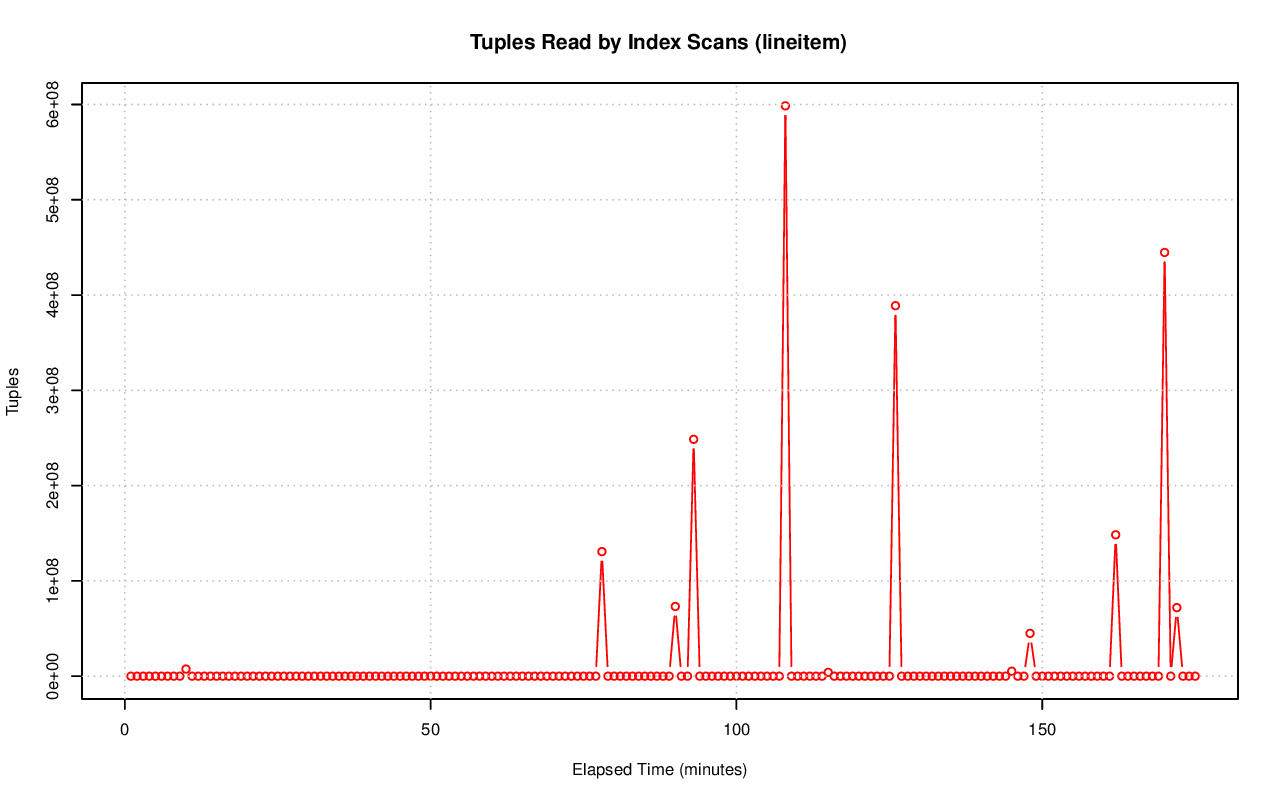 Tuples Read by Index Scans (lineitem)
6e+08
5e+08
4e+08
3e+08
2e+08
1e+08
0e+00
Tuples
0 50 100 150
Elapsed Time (minutes)